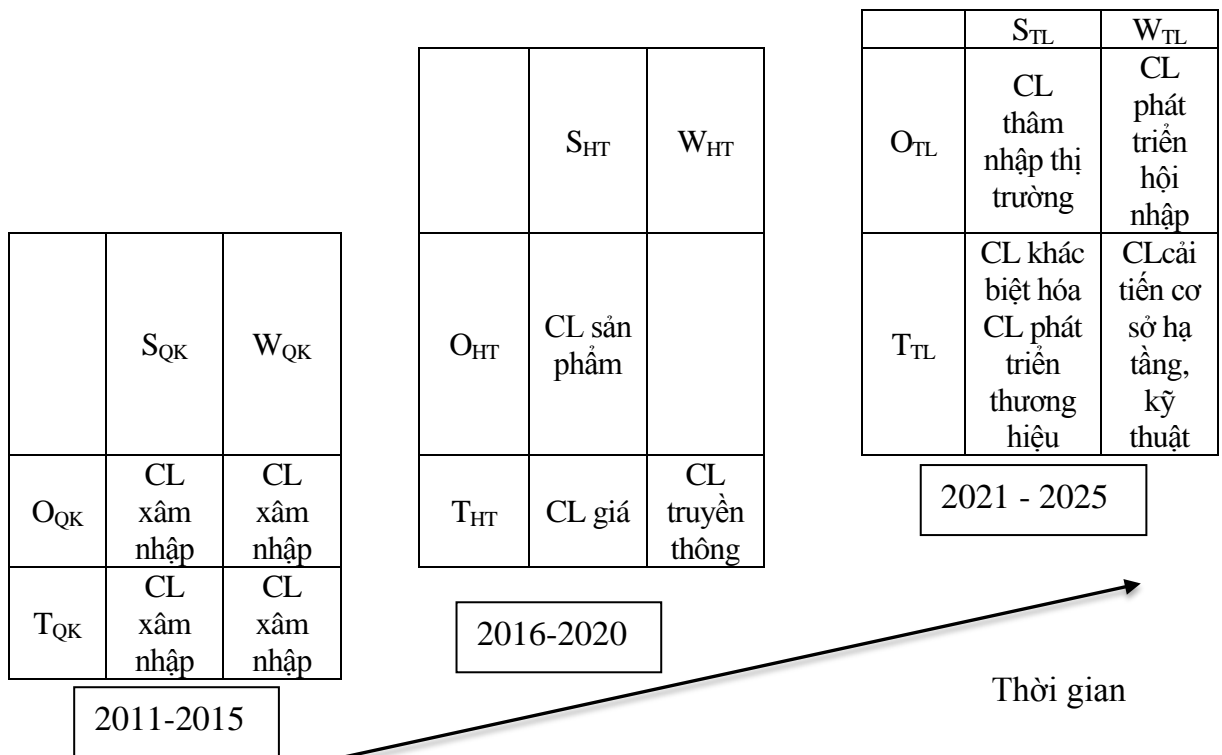 S_QK W_QK
O_QK
CL
xâm
nhập
CL
xâm
nhập
T_QK
CL
xâm
nhập
CL
xâm
nhập
2011-2015
S_HT W_HT
O_HT
CL sản
phẩm
T_HT
CL giá
CL
truyền
thông
2016-2020
S_TL W_TL
O_TL
CL
thâm
nhập thị
trường
CL
phát
triển
hội
nhập
T_TL
CL khác
biệt hóa
CL phát
triển
thương
hiệu
CLcải
tiến cơ
sở hạ
tầng,
kỹ
thuật
2021 - 2025
Thời gian